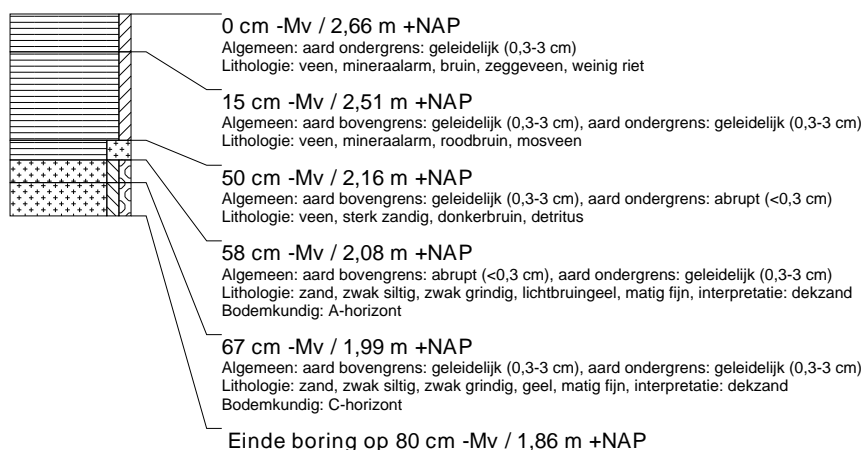 0 cm -Mv / 2,66 m +NAP
Algemeen: aard ondergrens: geleidelijk (0,3-3 cm)
Lithologie: veen, mineraalarm, bruin, zeggeveen, weinig riet
15 cm -Mv / 2,51 m +NAP
Algemeen: aard bovengrens: geleidelijk (0,3-3 cm), aard ondergrens: geleidelijk (0,3-3 cm)
Lithologie: veen, mineraalarm, roodbruin, mosveen
50 cm -Mv / 2,16 m +NAP
Algemeen: aard bovengrens: geleidelijk (0,3-3 cm), aard ondergrens: abrupt (<0,3 cm)
Lithologie: veen, sterk zandig, donkerbruin, detritus
58 cm -Mv / 2,08 m +NAP
Algemeen: aard bovengrens: abrupt (<0,3 cm), aard ondergrens: geleidelijk (0,3-3 cm)
Lithologie: zand, zwak siltig, zwak grindig, lichtbruingeel, matig fijn, interpretatie: dekzand
Bodemkundig: A-horizont
67 cm -Mv / 1,99 m +NAP
Algemeen: aard bovengrens: geleidelijk (0,3-3 cm), aard ondergrens: geleidelijk (0,3-3 cm)
Lithologie: zand, zwak siltig, zwak grindig, geel, matig fijn, interpretatie: dekzand
Bodemkundig: C-horizont
Einde boring op 80 cm -Mv / 1,86 m +NAP